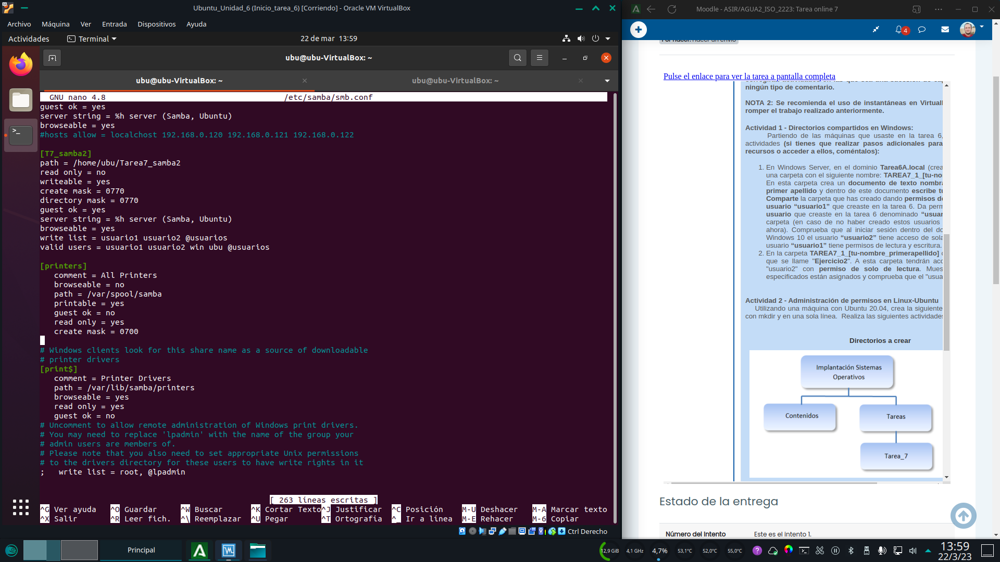 Ubuntu_Unidad_6 (Inicio_tarea_6) [Corriendo] - Oracle VM VirtualBox
Archivo Máquina Ver Entrada Dispositivos Ayuda
Actividades Terminal 22 de mar 13:59
ubu@ubu-VirtualBox: ~
ubu@ubu-VirtualBox: ~ ubu@ubu-VirtualBox: ~
GNU nano 4.8 /etc/samba/smb.conf
guest ok = yes
server string = %h server (Samba, Ubuntu)
browseable = yes
#hosts allow = localchost 192.168.0.120 192.168.0.121 192.168.0.122
[T7_samba2]
path = /home/ubu/Tarea7_samba2
read only = no
writeable = yes
create mask = 0770
directory mask = 0770
guest ok = yes
server string = %h server (Samba, Ubuntu)
browseable = yes
write list = usuario1 usuario2 @usuarios
valid users = usuario1 usuario2 win ubu @usuarios
[printers]
comment = All Printers
browseable = no
path = /var/spool/samba
printable = yes
guest ok = no
read only = yes
create mask = 0700
# Windows clients look for this share name as a source of downloadable
# printer drivers
[print$]
comment = Printer Drivers
path = /var/lib/samba/printers
browseable = yes
read only = yes
guest ok = no
# Uncomment to allow remote administration of Windows print drivers.
# You may need to replace 'lpadmin' with the name of the group your
# admin users are members of.
# Please note that you also need to set appropriate Unix permissions
# to the drivers directory for these users to have write rights in it
;   write list = root, @lpadmin
[ 263 líneas escritas ]
^G Ver ayuda ^O Guardar ^W Buscar ^K Cortar Texto ^J Justificar ^C Posición M-U Deshacer M-A Marcar texto
^X Salir ^R Leer fich. ^\ Reemplazar ^U Pegar ^T Ortografía ^_ Ir a línea M-E Rehacer M-6 Copiar
Ctrl Derecho
Moodle - ASIR/AGUA2_ISO_2223: Tarea online 7
4
Pulse el enlace para ver la tarea a pantalla completa
ningún tipo de comentario.
NOTA 2: Se recomienda el uso de instantáneas en Virtuall
romper el trabajo realizado anteriormente.
Actividad 1 - Directorios compartidos en Windows:
Partiendo de las máquinas que usaste en la tarea 6,
actividades (si tienes que realizar pasos adicionales para
recursos o acceder a ellos, coméntalos):
1. En Windows Server, en el dominio Tarea6A.local (crea
una carpeta con el siguiente nombre: TAREA7_1_[tu-no
En esta carpeta crea un documento de texto nombra
primer apellido y dentro de este documento escribe tu
Comparte la carpeta que has creado dando permisos de
usuario “usuario1” que creaste en la tarea 6. Da perm
usuario que creaste en la tarea 6 denominado “usuar
carpeta (en caso de no haber creado estos usuarios
ahora). Comprueba que al iniciar sesión dentro del do
Windows 10 el usuario “usuario2” tiene acceso de sola
usuario “usuario1” tiene permisos de lectura y escritura.
2. En la carpeta TAREA7_1_[tu-nombre_primerapellido] c
que se llame "Ejercicio2". A esta carpeta tendrán acc
"usuario2" con permiso de solo de lectura. Mues
especificados están asignados y comprueba que el "usua
Actividad 2 - Administración de permisos en Linux-Ubuntu
Utilizando una máquina con Ubuntu 20.04, crea la siguiente
con mkdir y en una sola línea. Realiza las siguientes actividades
Directorios a crear
Implantación Sistemas
Operativos
Contenidos
Tareas
Tarea_7
Estado de la entrega
Número del Intento Este es el intento 1.
Principal
12,9 GiB 4,1 GHz 4,7% 53,1°C 52,0°C 55,0°C
13:59
22/3/23